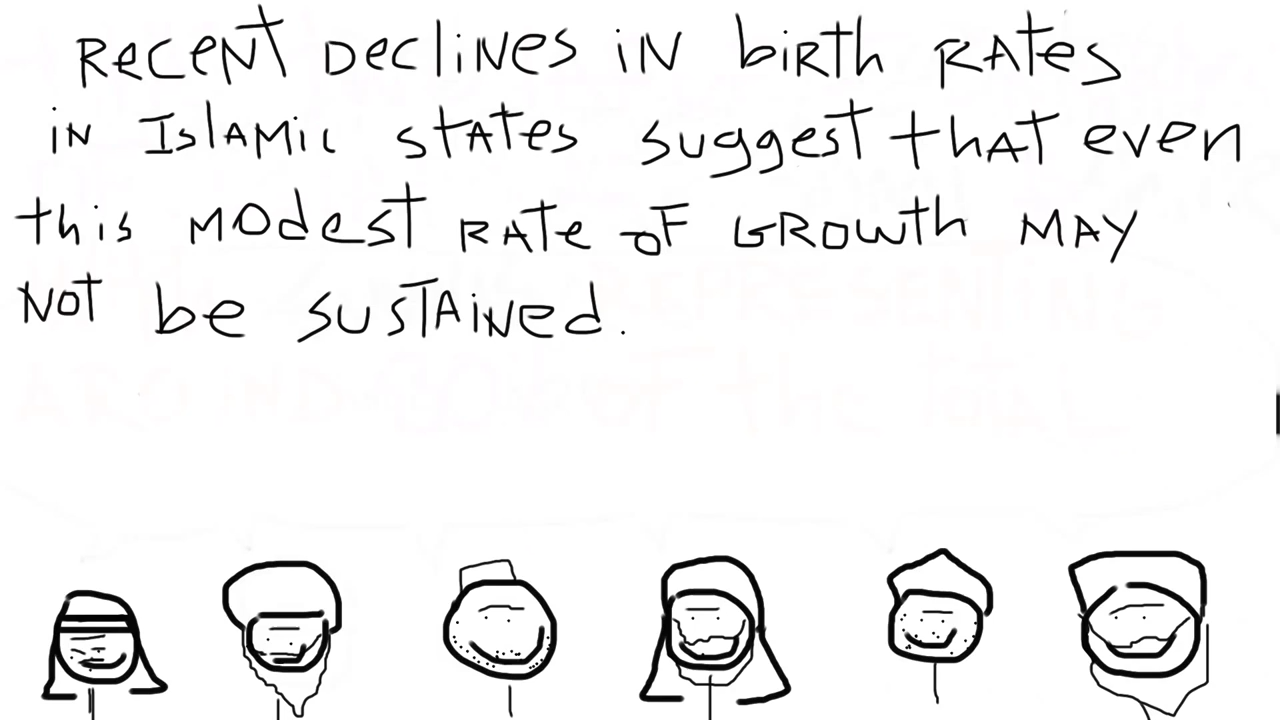 RECENT DECLINES IN biRth RAtes
iN IslAMic stAtes suggest thAT even
this MOdest RAte OF GROWth MAY
NOT be SUSTAiNed.